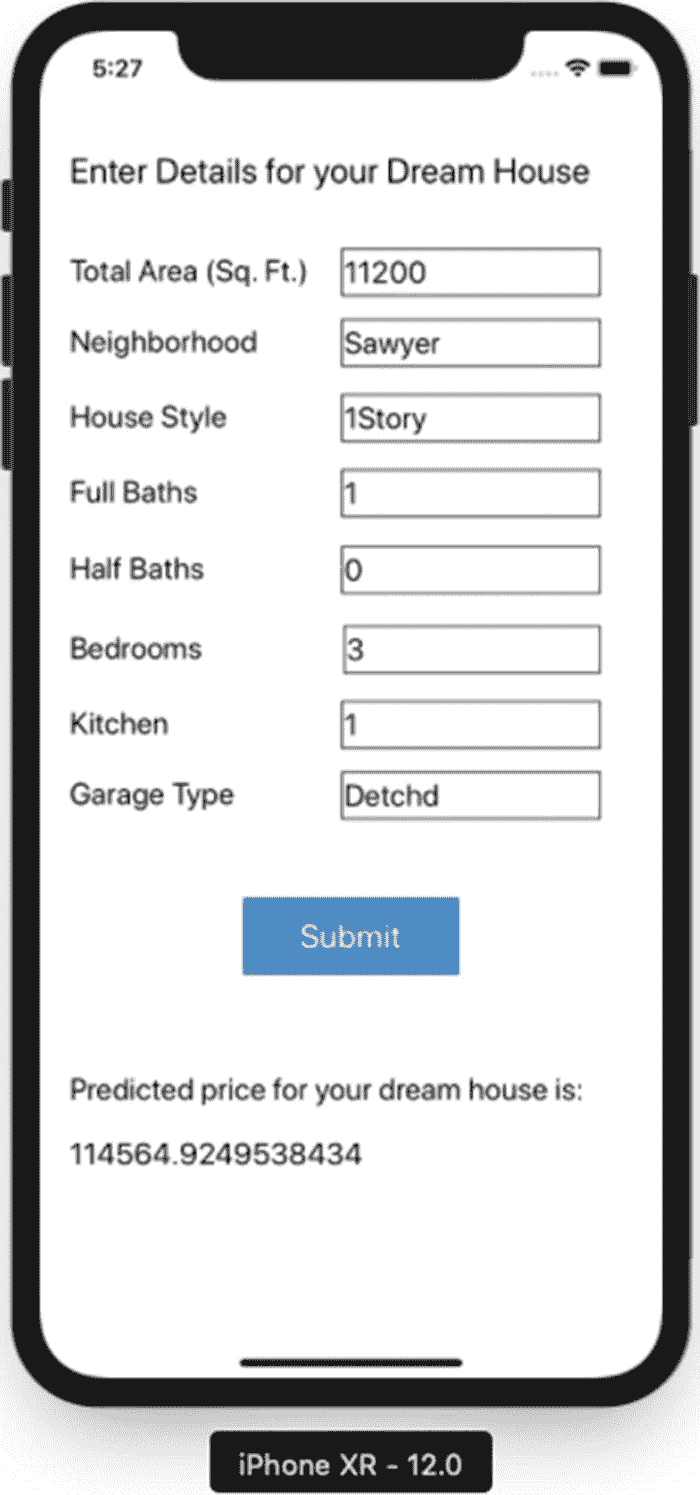 5:27
Enter Details for your Dream House
Total Area (Sq. Ft.) 11200
Neighborhood Sawyer
House Style 1Story
Full Baths 1
Half Baths 0
Bedrooms 3
Kitchen 1
Garage Type Detchd
Submit
Predicted price for your dream house is:
114564.9249538434
iPhone XR - 12.0